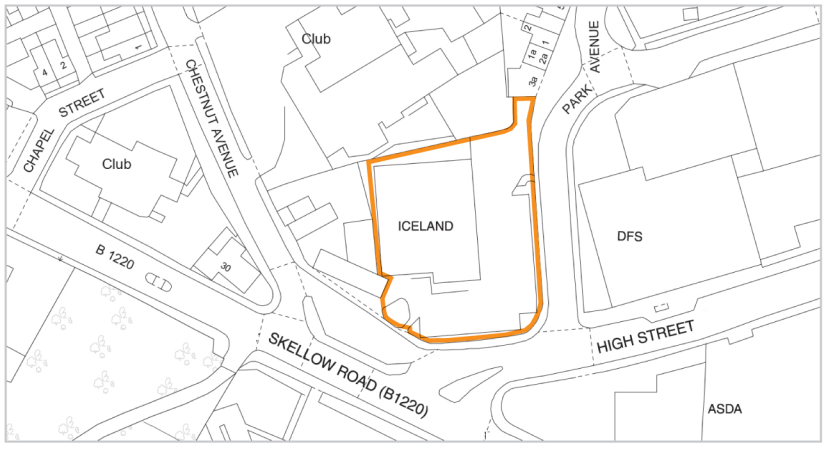 Club
2
1
1a
2a
3a
AVENUE
PARK
4
2
1
CHESTNUT AVENUE
STREET
CHAPEL
Club
ICELAND
DFS
B 1220
30
SKELLOW ROAD (B1220)
HIGH STREET
ASDA